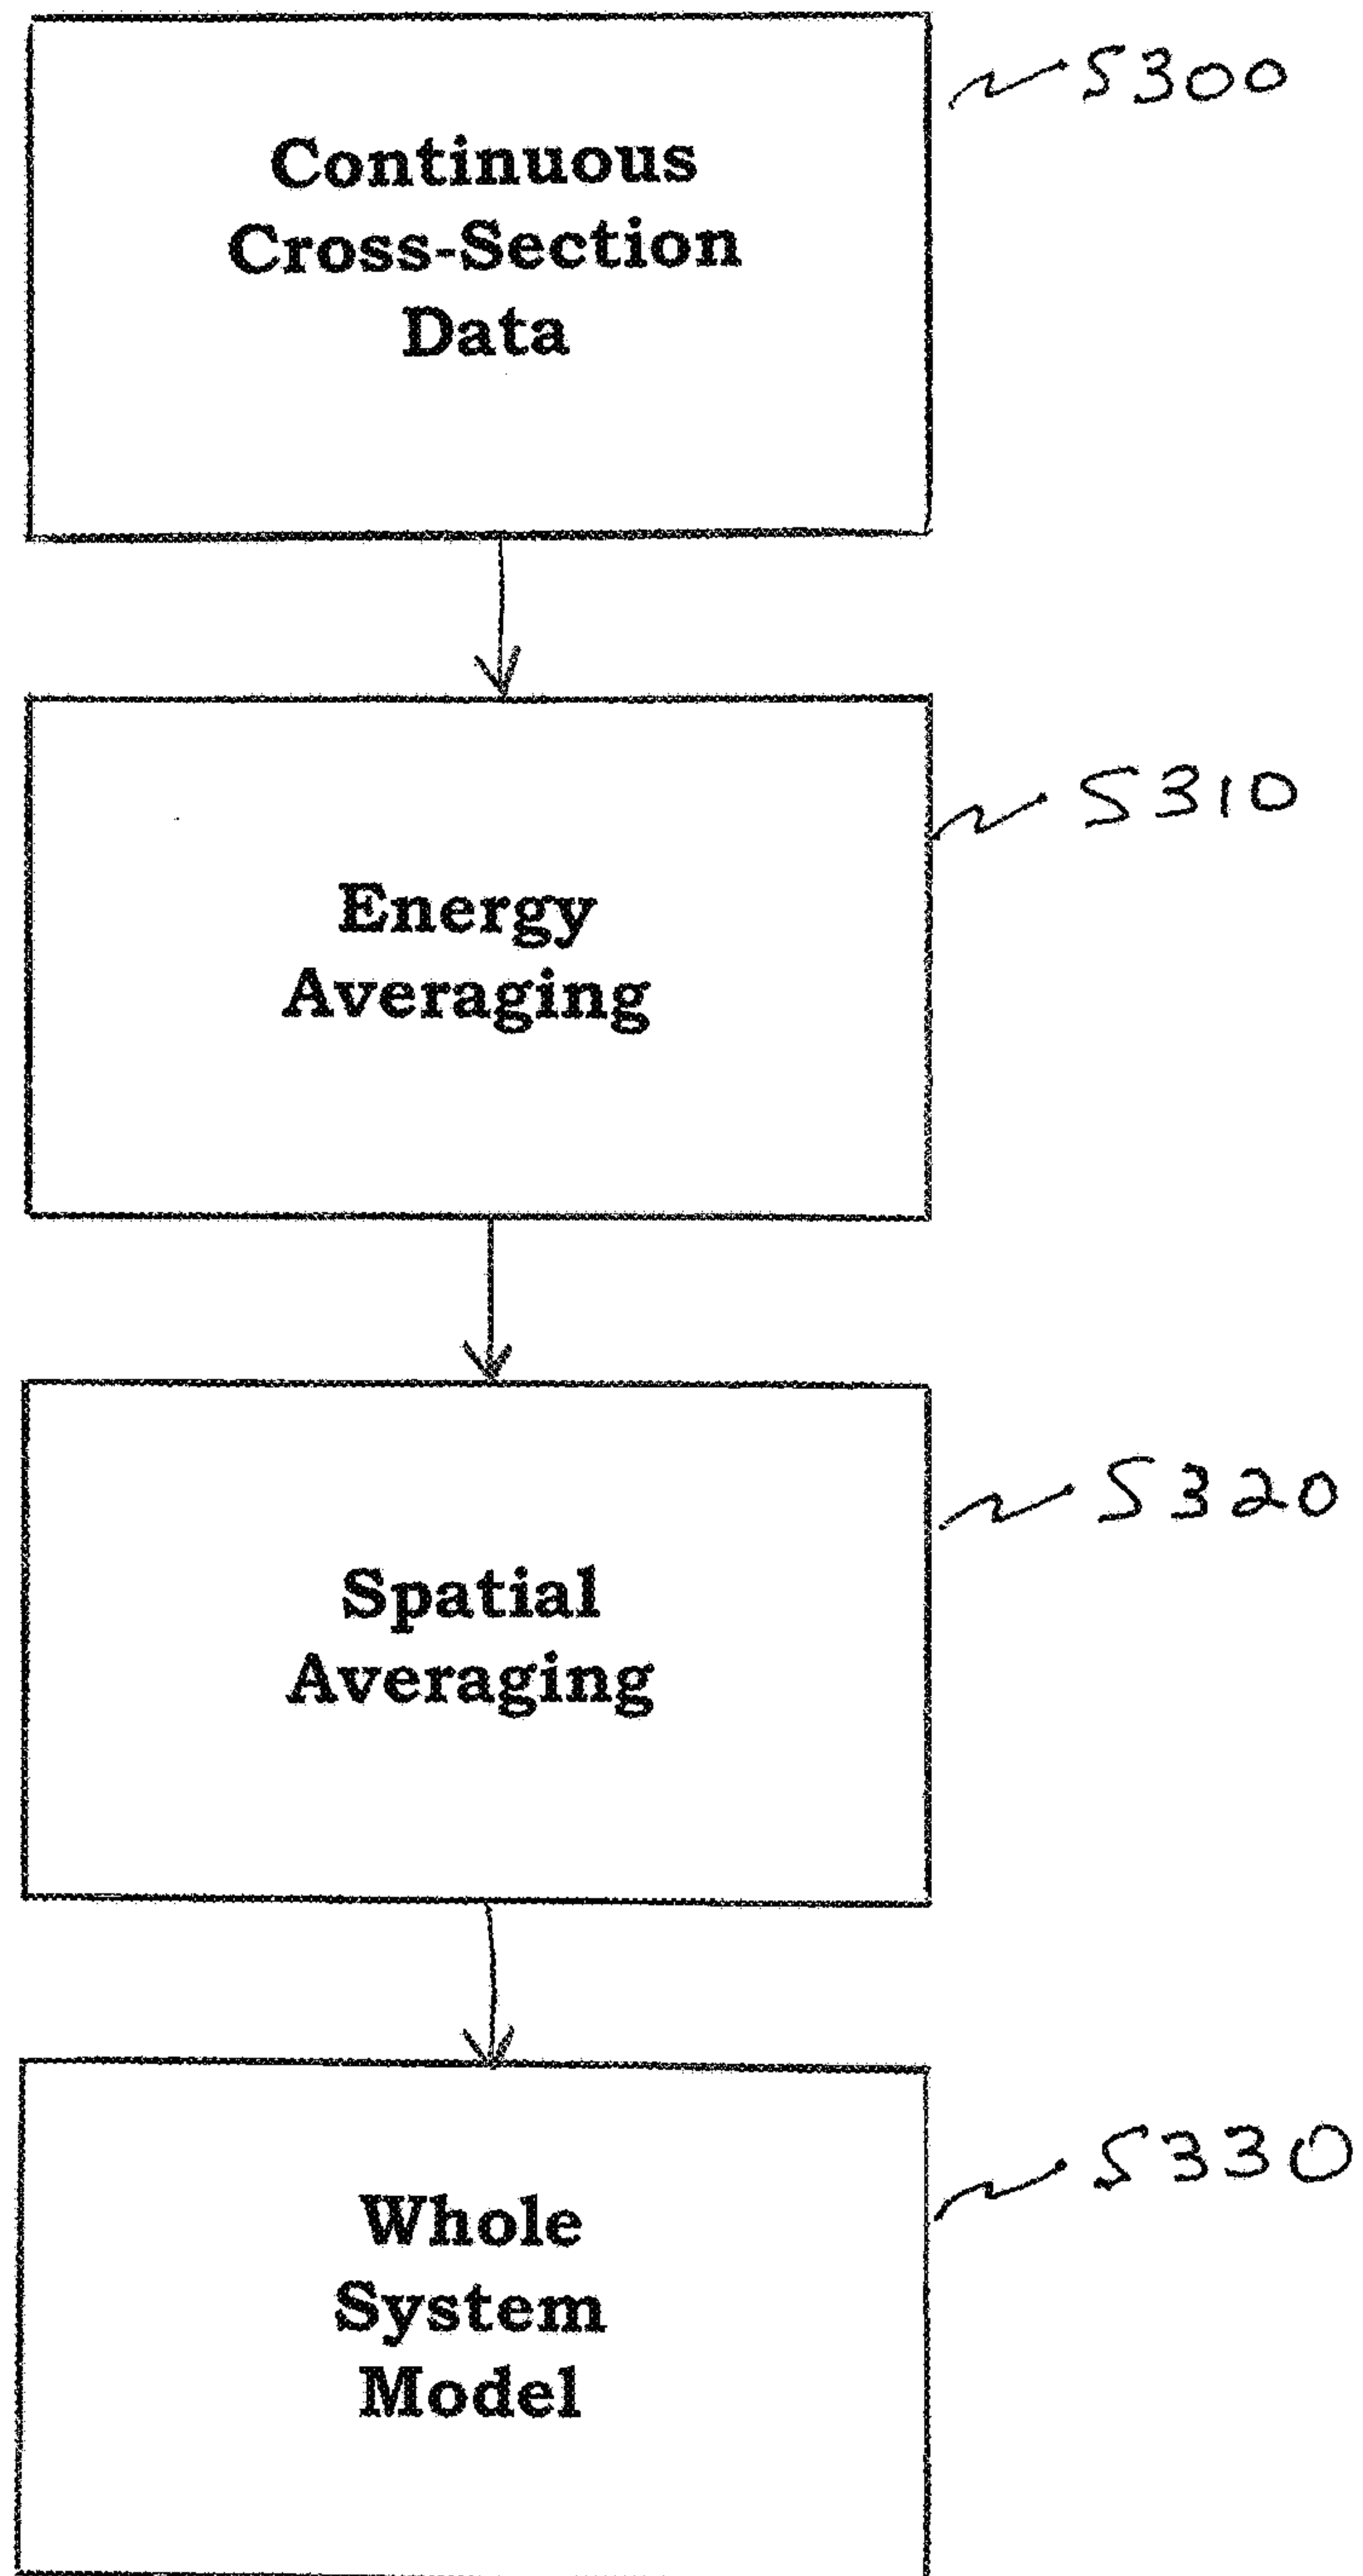 Continuous
Cross-Section
Data
S300
Energy
Averaging
S310
Spatial
Averaging
S320
Whole
System
Model
S330